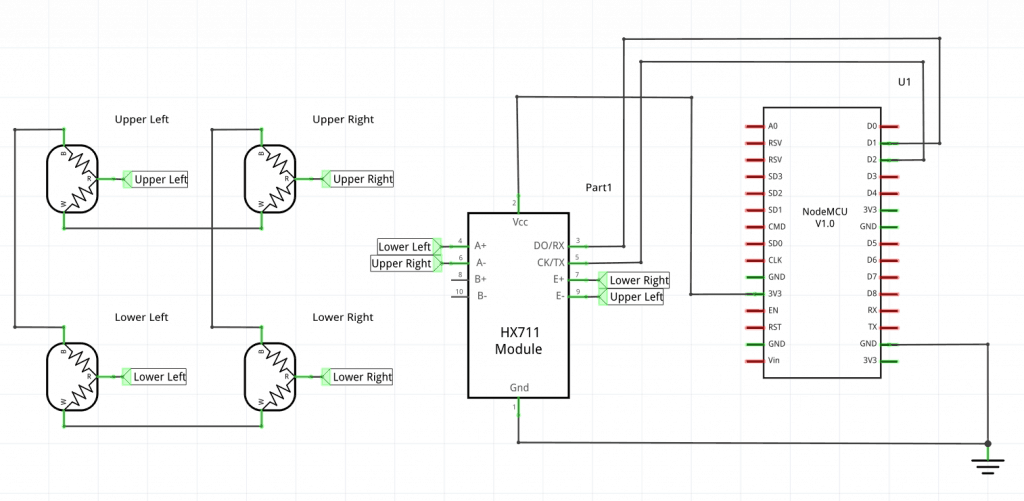 Upper Left
Upper Right
B
R
W
Upper Left
B
R
W
Upper Right
Lower Left
Lower Right
B
R
W
Lower Left
B
R
W
Lower Right
Part1
2
Vcc
Lower Left
4
A+
DO/RX
3
Upper Right
6
A-
CK/TX
5
8
B+
E+
7
Lower Right
10
B-
E-
9
Upper Left
HX711
Module
Gnd
1
U1
A0
D0
RSV
D1
RSV
D2
SD3
D3
SD2
D4
SD1
3V3
NodeMCU
V1.0
CMD
GND
SD0
D5
CLK
D6
GND
D7
3V3
D8
EN
RX
RST
TX
GND
GND
Vin
3V3